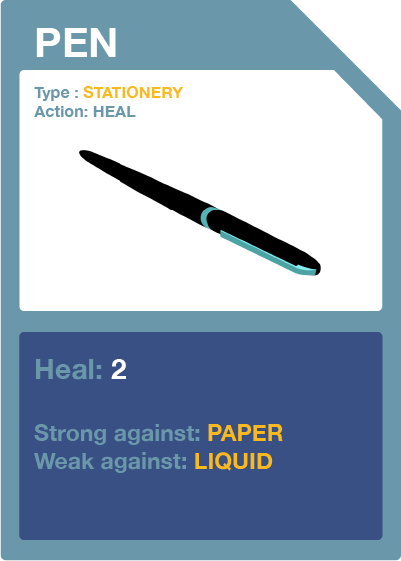 PEN
Type : STATIONERY
Action: HEAL
Heal: 2
Strong against: PAPER
Weak against: LIQUID